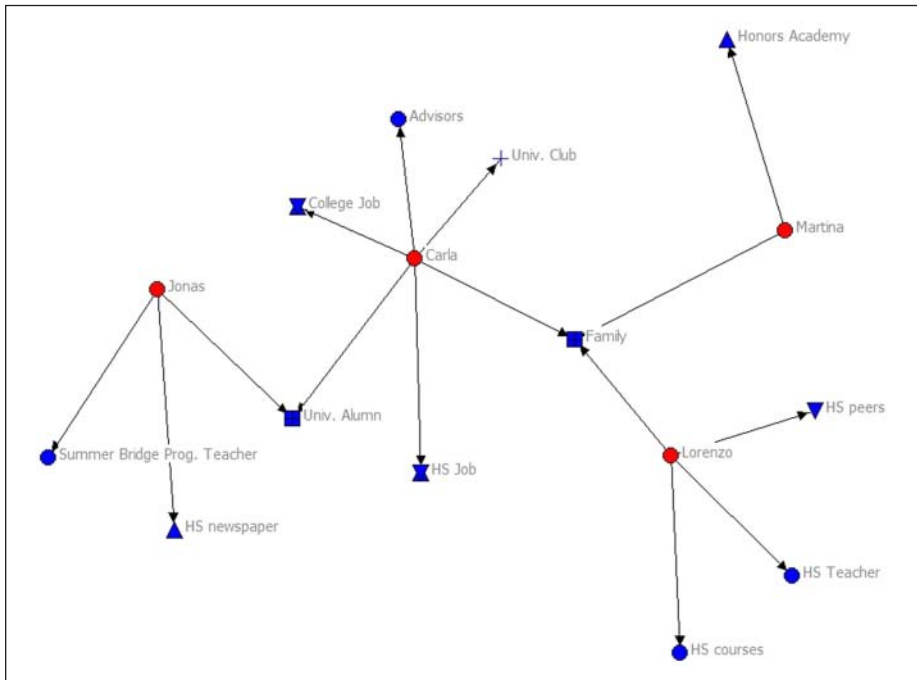 Honors Academy
Advisors
Univ. Club
College Job
Martina
Carla
Jonas
Family
HS peers
Univ. Alumn
Lorenzo
Summer Bridge Prog. Teacher
HS Job
HS newspaper
HS Teacher
HS courses